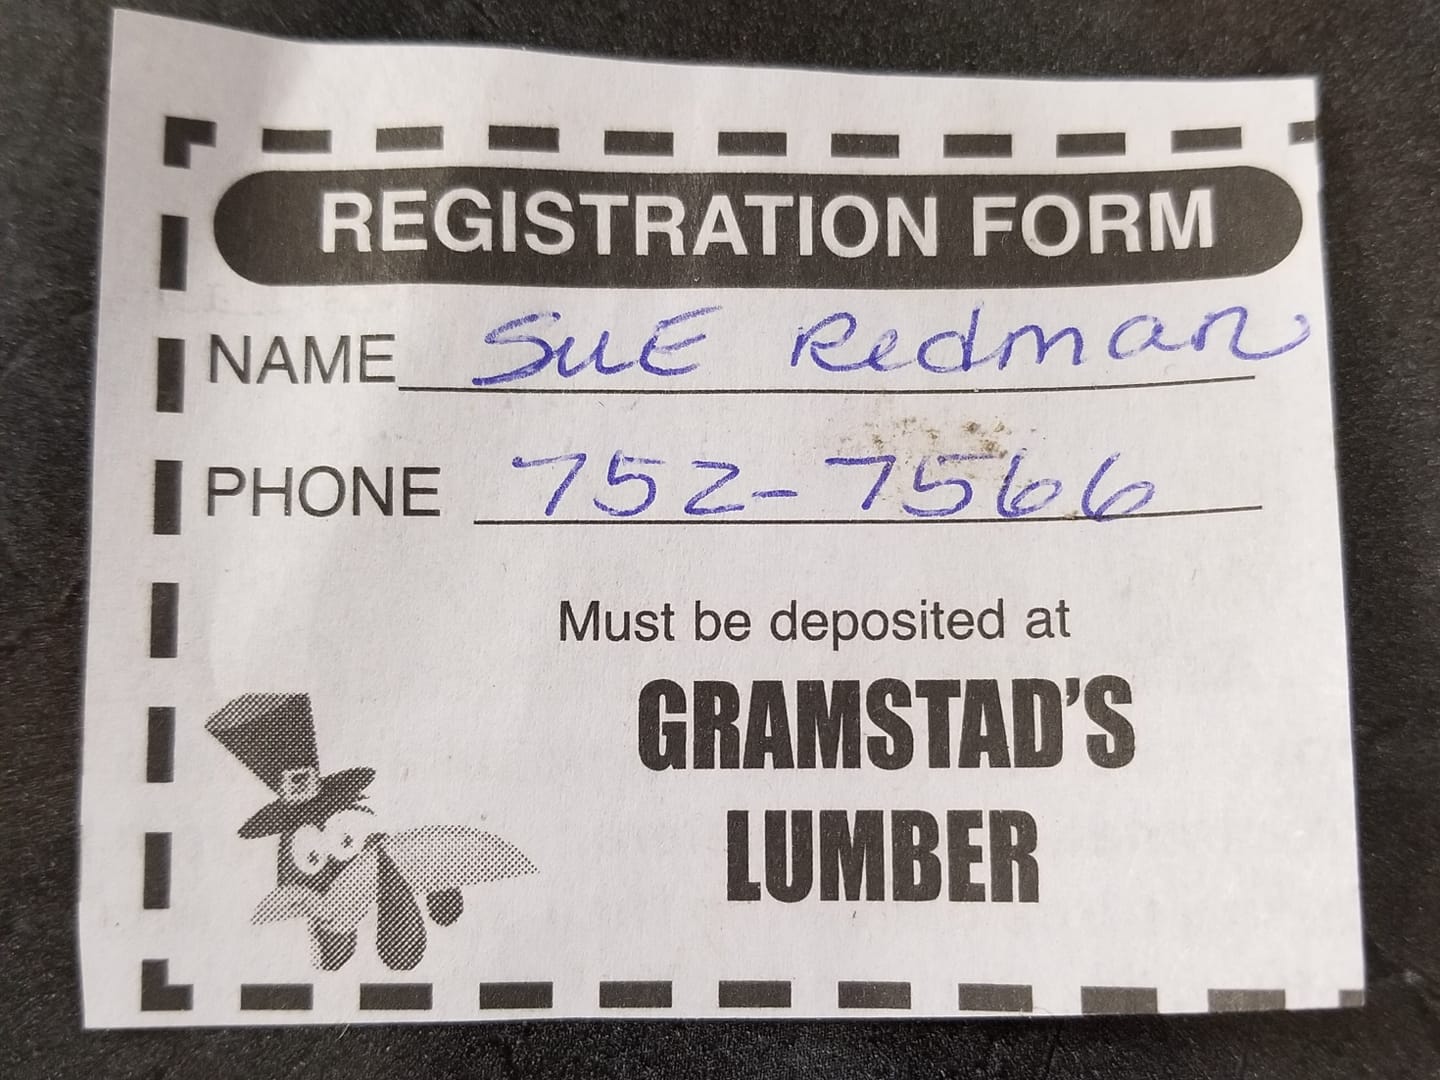 REGISTRATION FORM
NAME SUE Redman
PHONE 752-7566
Must be deposited at
GRAMSTAD'S
LUMBER